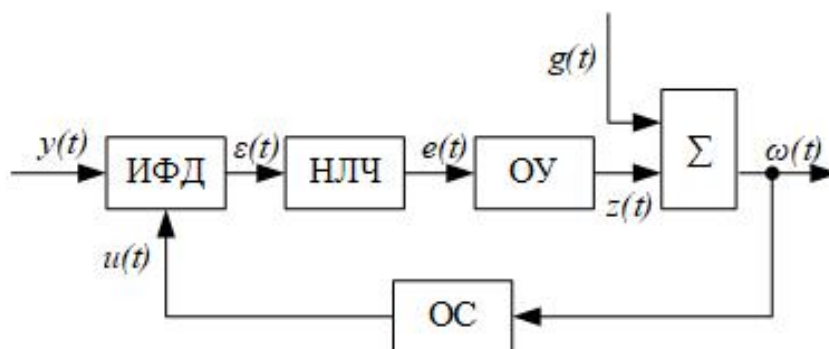 g(t)
y(t)
ИФД
ε(t)
НЛЧ
e(t)
ОУ
z(t)
Σ
ω(t)
u(t)
ОС